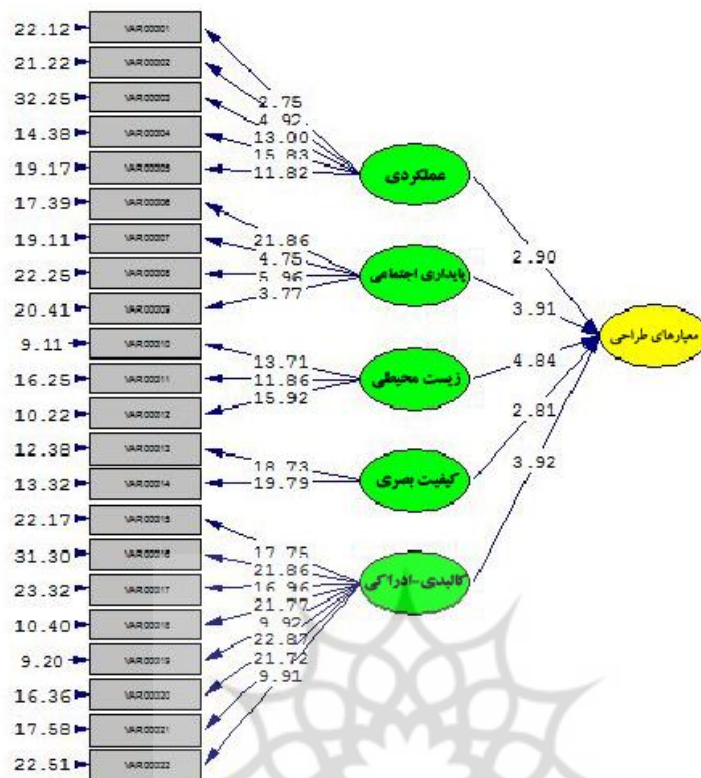 22.12 VAR00001
21.22 VAR00002
32.25 VAR00003
14.38 VAR00004
19.17 VAR00005
17.39 VAR00006
19.11 VAR00007
22.25 VAR00008
20.41 VAR00009
9.11 VAR00010
16.25 VAR00011
10.22 VAR00012
12.38 VAR00013
13.32 VAR00014
22.17 VAR00015
31.30 VAR00016
23.32 VAR00017
10.40 VAR00018
9.20 VAR00019
16.36 VAR00020
17.58 VAR00021
22.51 VAR00022
2.75
4.92
13.00
15.83
11.82
21.86
4.75
5.96
3.77
13.71
11.86
15.92
18.73
19.79
17.75
21.86
16.96
21.77
9.92
22.87
21.72
9.91
عملکردی
پایداری اجتماعی
زیست محیطی
کیفیت بصری
کالبدی-ادراکی
2.90
3.91
4.84
2.81
3.92
معیارهای طراحی